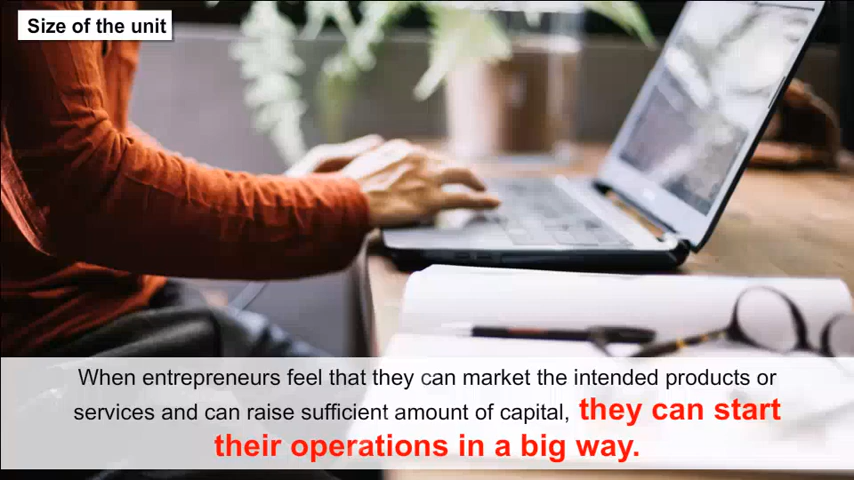 Size of the unit
When entrepreneurs feel that they can market the intended products or
services and can raise sufficient amount of capital, they can start
their operations in a big way.